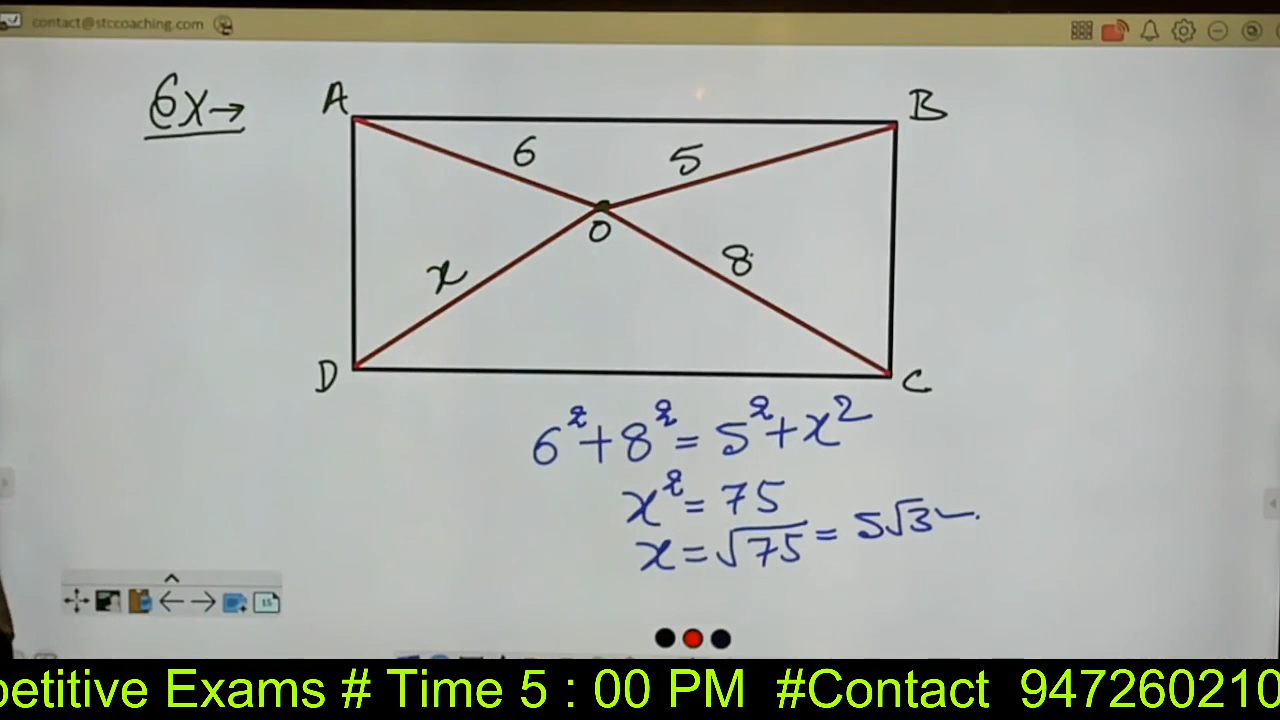 contact@stccoaching.com
Ex→
A
B
6
5
O
x
8
D
C
6²+8²=5²+x²
x²=75
x=√75=5√3
15
petitive Exams # Time 5 : 00 PM #Contact 947260210